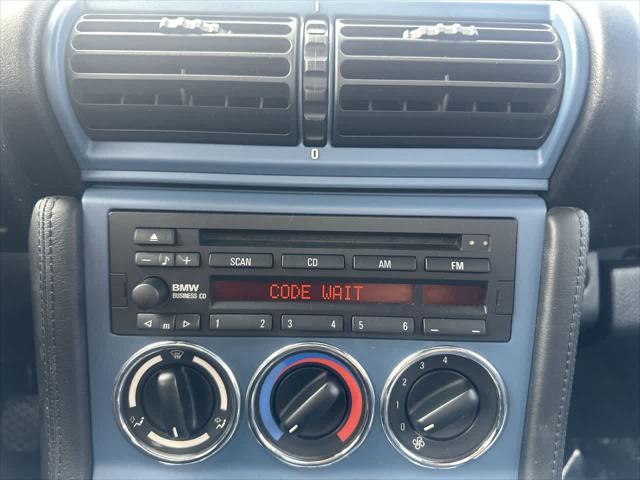 0
SCAN CD AM FM
BMW
BUSINESS CD
CODE WAIT
m 1 2 3 4 5 6
0 1 2 3 4